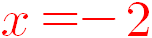 x = - 2